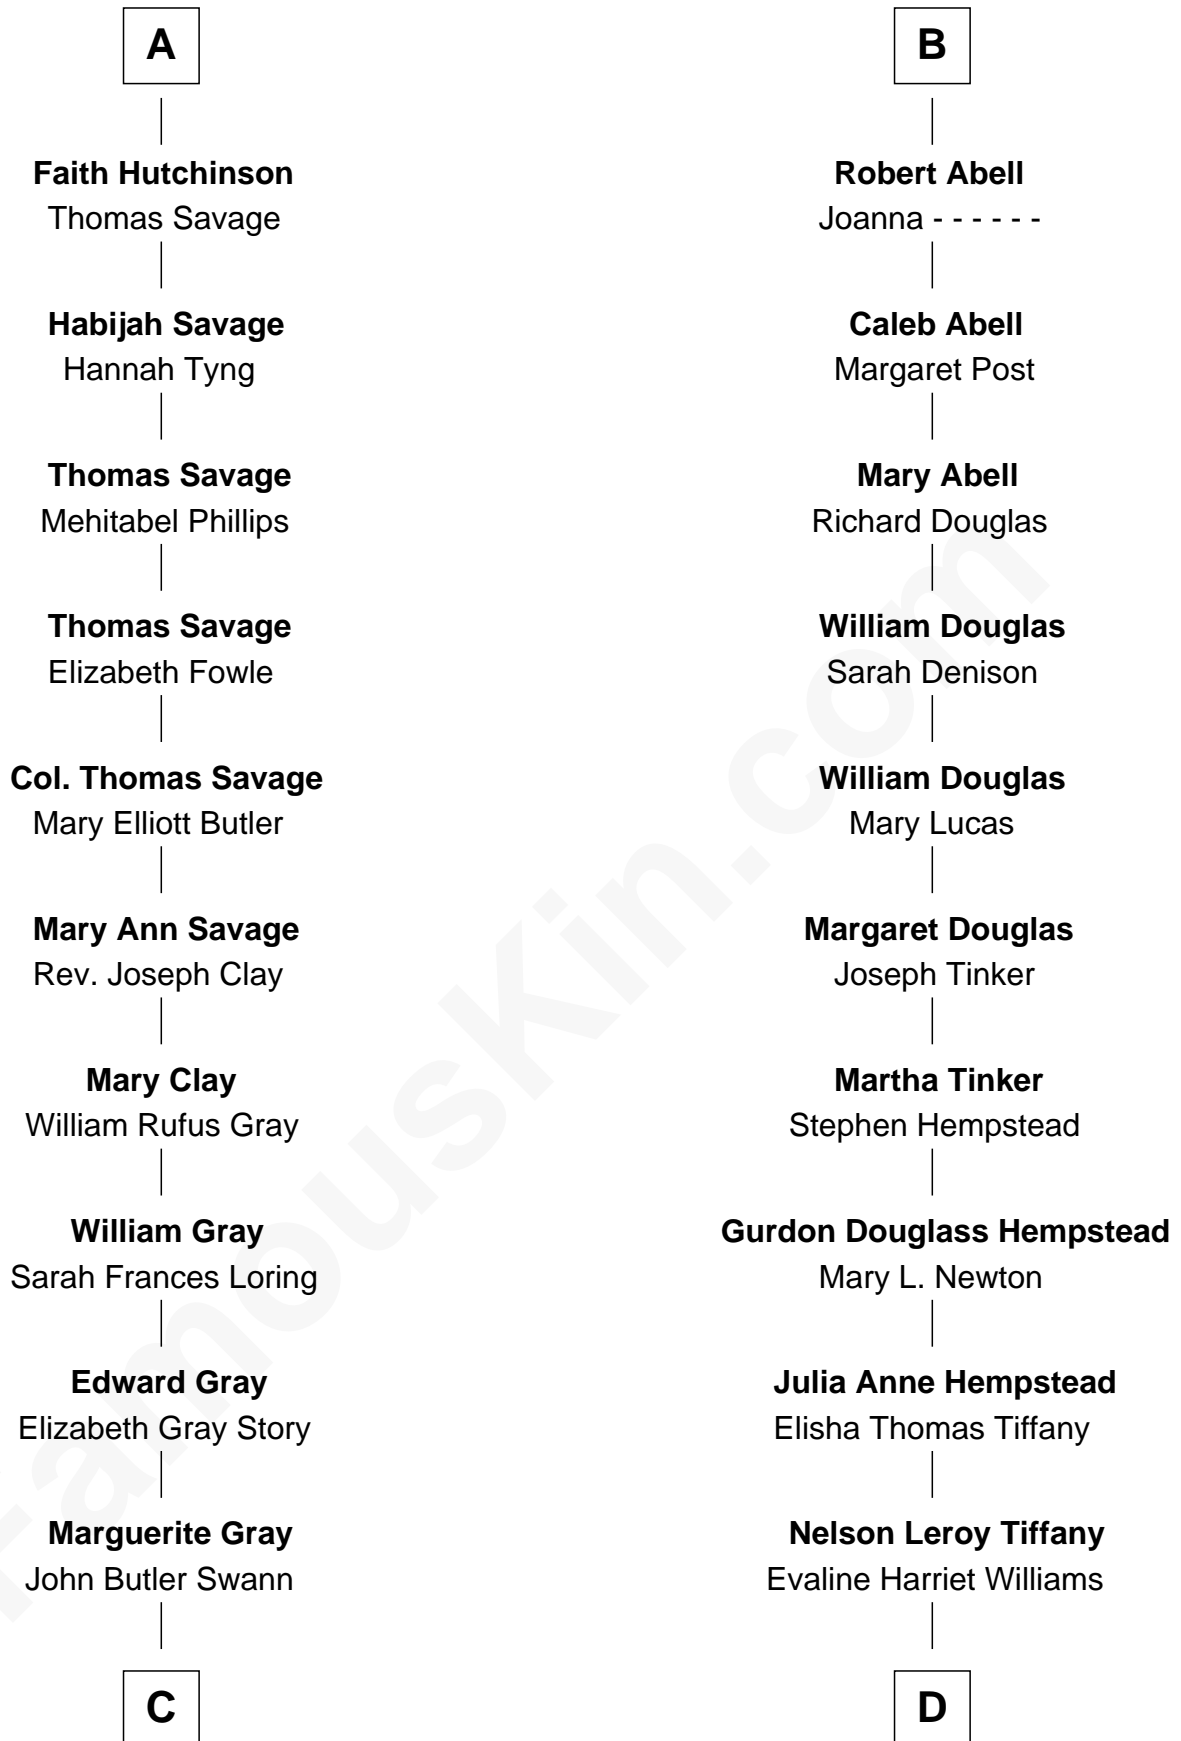 A
Faith Hutchinson
Thomas Savage
Habijah Savage
Hannah Tyng
Thomas Savage
Mehitabel Phillips
Thomas Savage
Elizabeth Fowle
Col. Thomas Savage
Mary Elliott Butler
Mary Ann Savage
Rev. Joseph Clay
Mary Clay
William Rufus Gray
William Gray
Sarah Frances Loring
Edward Gray
Elizabeth Gray Story
Marguerite Gray
John Butler Swann
C
B
Robert Abell
Joanna - - - - - -
Caleb Abell
Margaret Post
Mary Abell
Richard Douglas
William Douglas
Sarah Denison
William Douglas
Mary Lucas
Margaret Douglas
Joseph Tinker
Martha Tinker
Stephen Hempstead
Gurdon Douglass Hempstead
Mary L. Newton
Julia Anne Hempstead
Elisha Thomas Tiffany
Nelson Leroy Tiffany
Evaline Harriet Williams
D
FamousKin.com